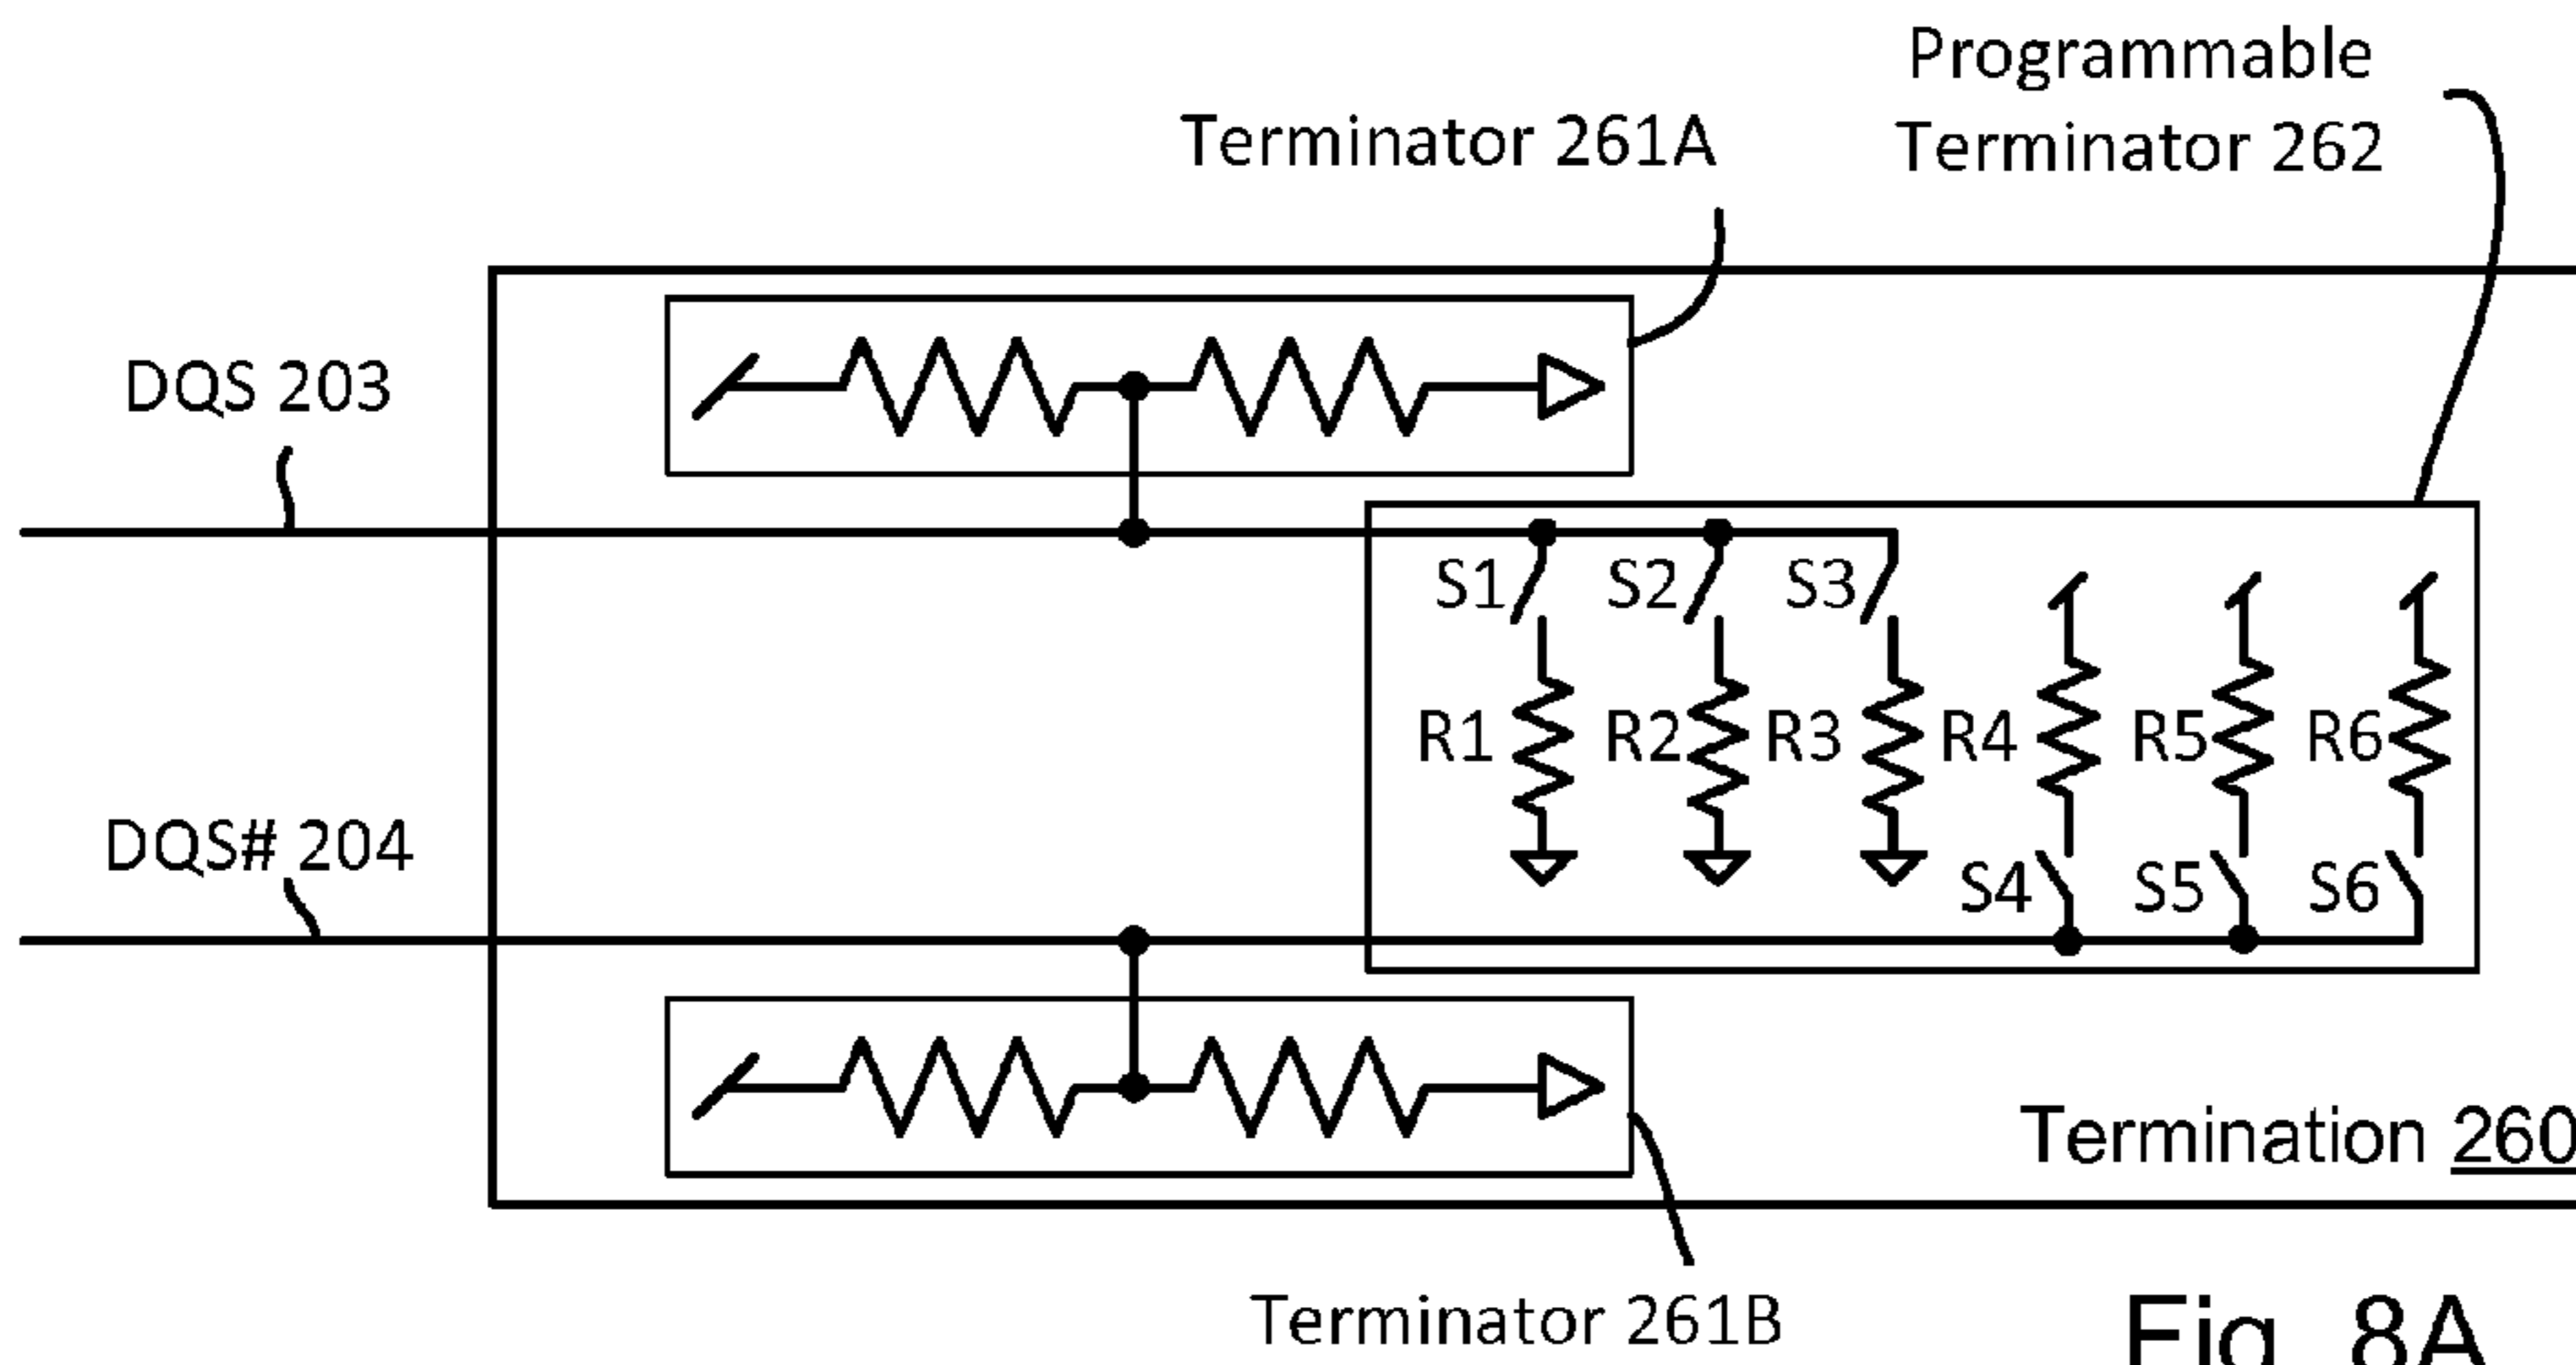 Programmable
Terminator 262
Terminator 261A
DQS 203
S1 S2 S3
R1 R2 R3 R4 R5 R6
DQS# 204
S4 S5 S6
Termination 260
Terminator 261B
Fig. 8A